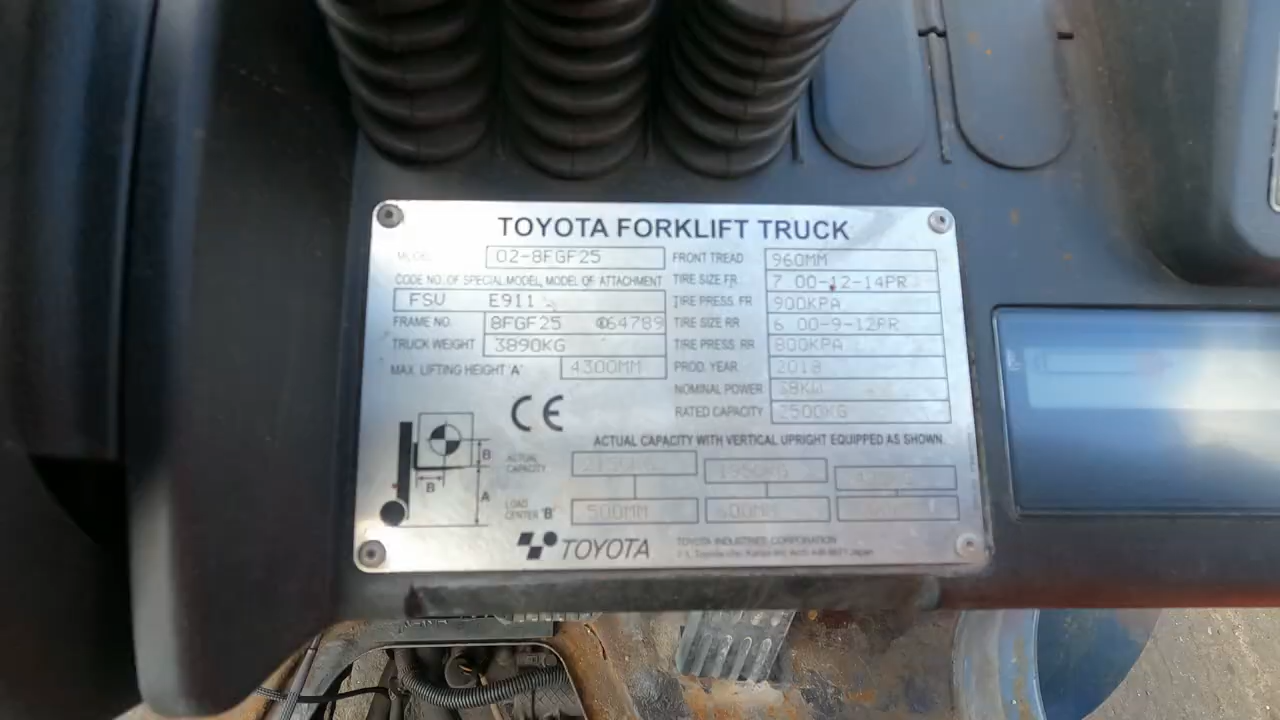 TOYOTA FORKLIFT TRUCK
MODEL 02-8FGF25
CODE NO. OF SPECIAL MODEL, MODEL OF ATTACHMENT
FSV E911
FRAME NO. 8FGF25 64789
TRUCK WEIGHT 3890KG
MAX. LIFTING HEIGHT 'A' 4300MM
FRONT TREAD 960MM
TIRE SIZE FR 7 00-12-14PR
TIRE PRESS. FR 900KPA
TIRE SIZE RR 6 00-9-12PR
TIRE PRESS. RR 800KPA
PROD. YEAR 2018
NOMINAL POWER
RATED CAPACITY 2500KG
CE
ACTUAL CAPACITY WITH VERTICAL UPRIGHT EQUIPPED AS SHOWN.
B
B
A
ACTUAL CAPACITY 1950KG
LOAD CENTER 'B' 500MM 600MM
TOYOTA
TOYOTA INDUSTRIES CORPORATION
Japan